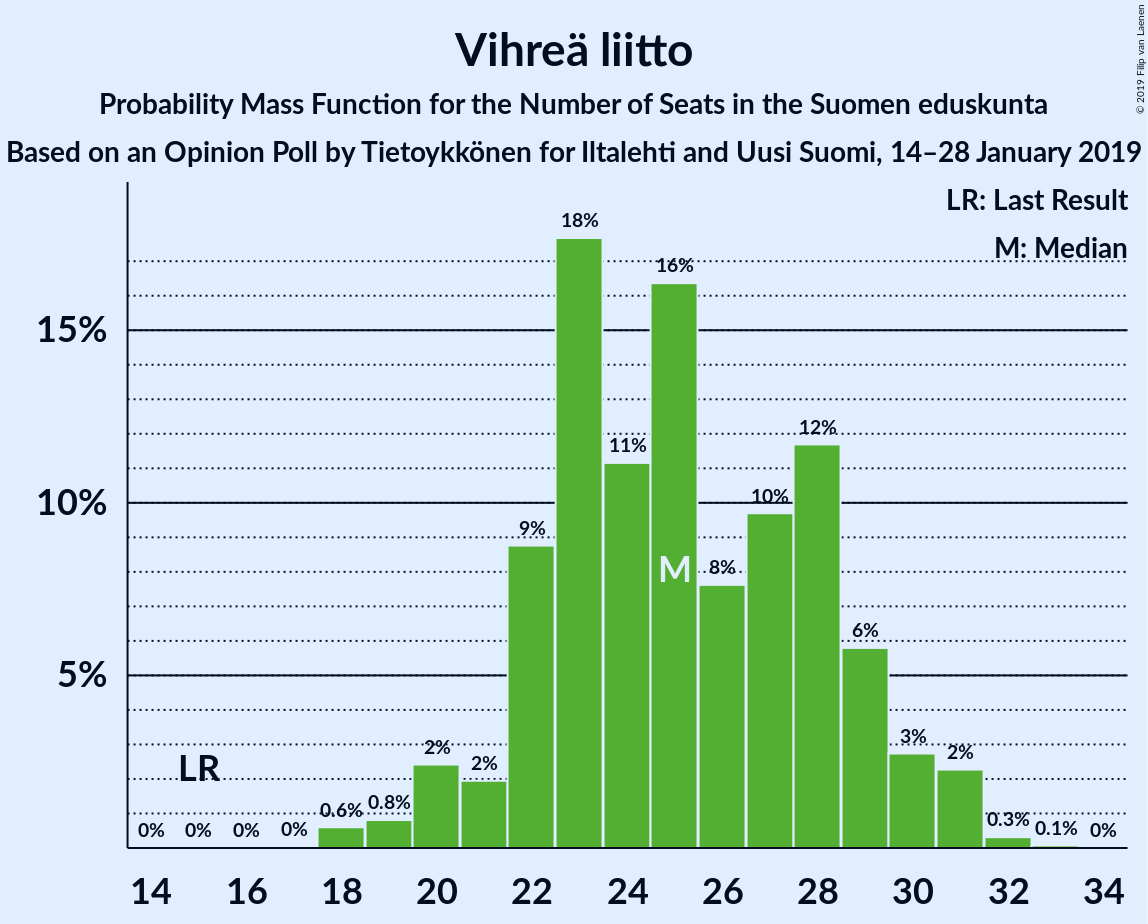 Vihreä liitto
Probability Mass Function for the Number of Seats in the Suomen eduskunta
Based on an Opinion Poll by Tietoykkönen for Iltalehti and Uusi Suomi, 14–28 January 2019
© 2019 Filip van Laenen
LR: Last Result
M: Median
15%
10%
5%
0%
0%
0%
0%
0.6%
0.8%
2%
2%
9%
18%
11%
16%
8%
10%
12%
6%
3%
2%
0.3%
0.1%
0%
LR
M
14 16 18 20 22 24 26 28 30 32 34